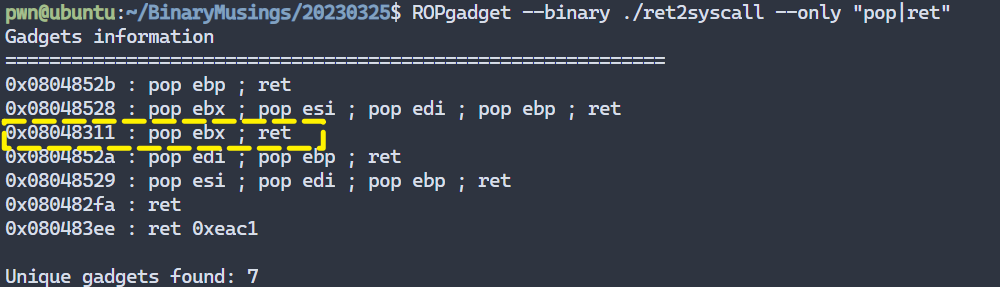 pwn@ubuntu:~/BinaryMusings/20230325$ ROPgadget --binary ./ret2syscall --only "pop|ret"
Gadgets information
============================================================
0x0804852b : pop ebp ; ret
0x08048528 : pop ebx ; pop esi ; pop edi ; pop ebp ; ret
0x08048311 : pop ebx ; ret
0x0804852a : pop edi ; pop ebp ; ret
0x08048529 : pop esi ; pop edi ; pop ebp ; ret
0x080482fa : ret
0x080483ee : ret 0xeac1
Unique gadgets found: 7